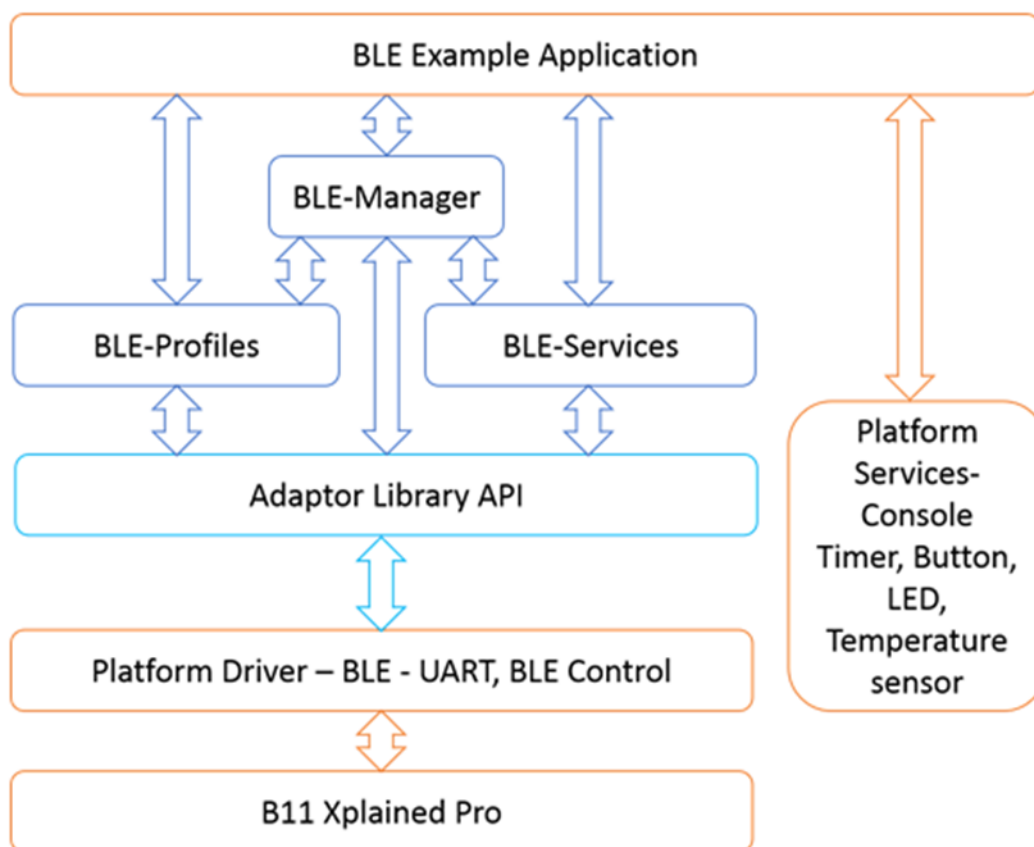 BLE Example Application
BLE-Manager
BLE-Profiles
BLE-Services
Adaptor Library API
Platform
Services-
Console
Timer, Button,
LED,
Temperature
sensor
Platform Driver – BLE - UART, BLE Control
B11 Xplained Pro